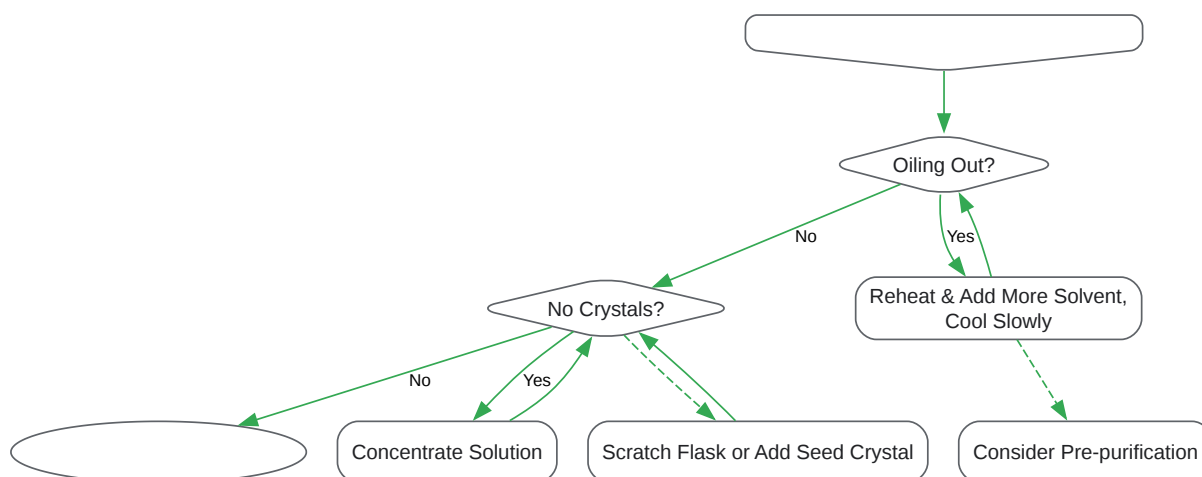 Oiling Out?
No
Yes
Reheat & Add More Solvent,
Cool Slowly
No Crystals?
No
Yes
Concentrate Solution
Scratch Flask or Add Seed Crystal
Consider Pre-purification